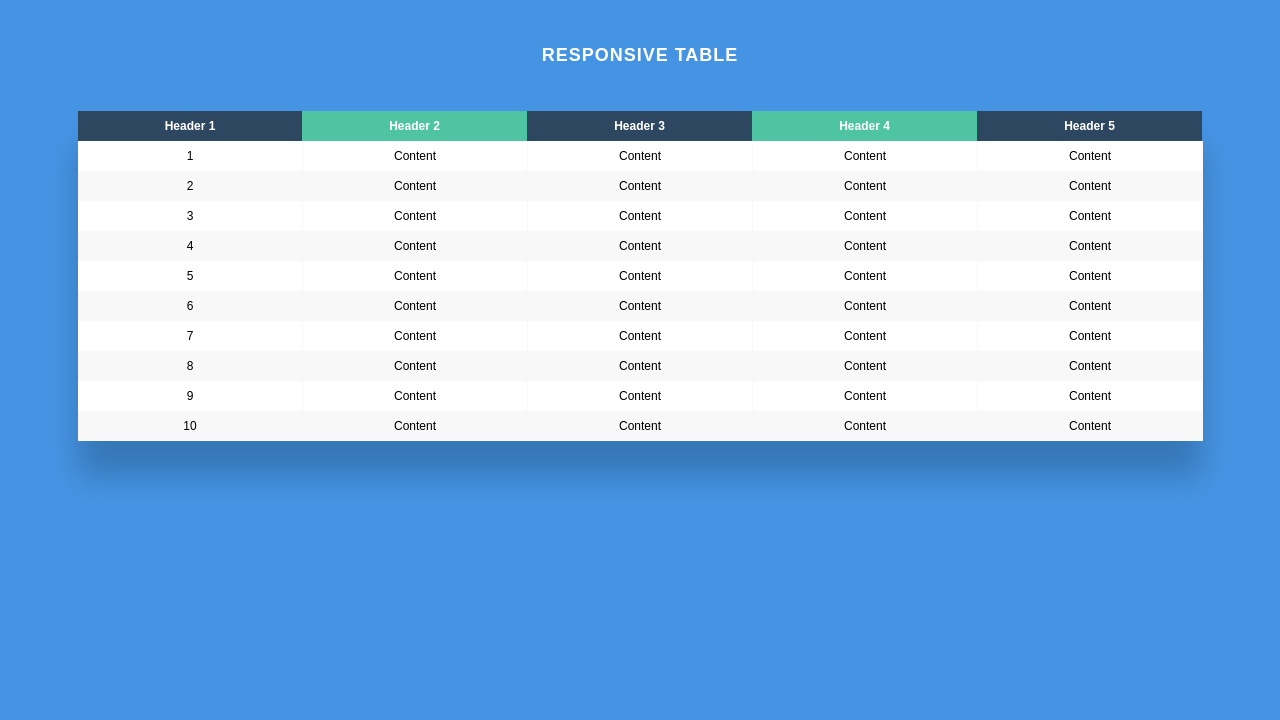 RESPONSIVE TABLE
Header 1 Header 2 Header 3 Header 4 Header 5
1 Content Content Content Content
2 Content Content Content Content
3 Content Content Content Content
4 Content Content Content Content
5 Content Content Content Content
6 Content Content Content Content
7 Content Content Content Content
8 Content Content Content Content
9 Content Content Content Content
10 Content Content Content Content